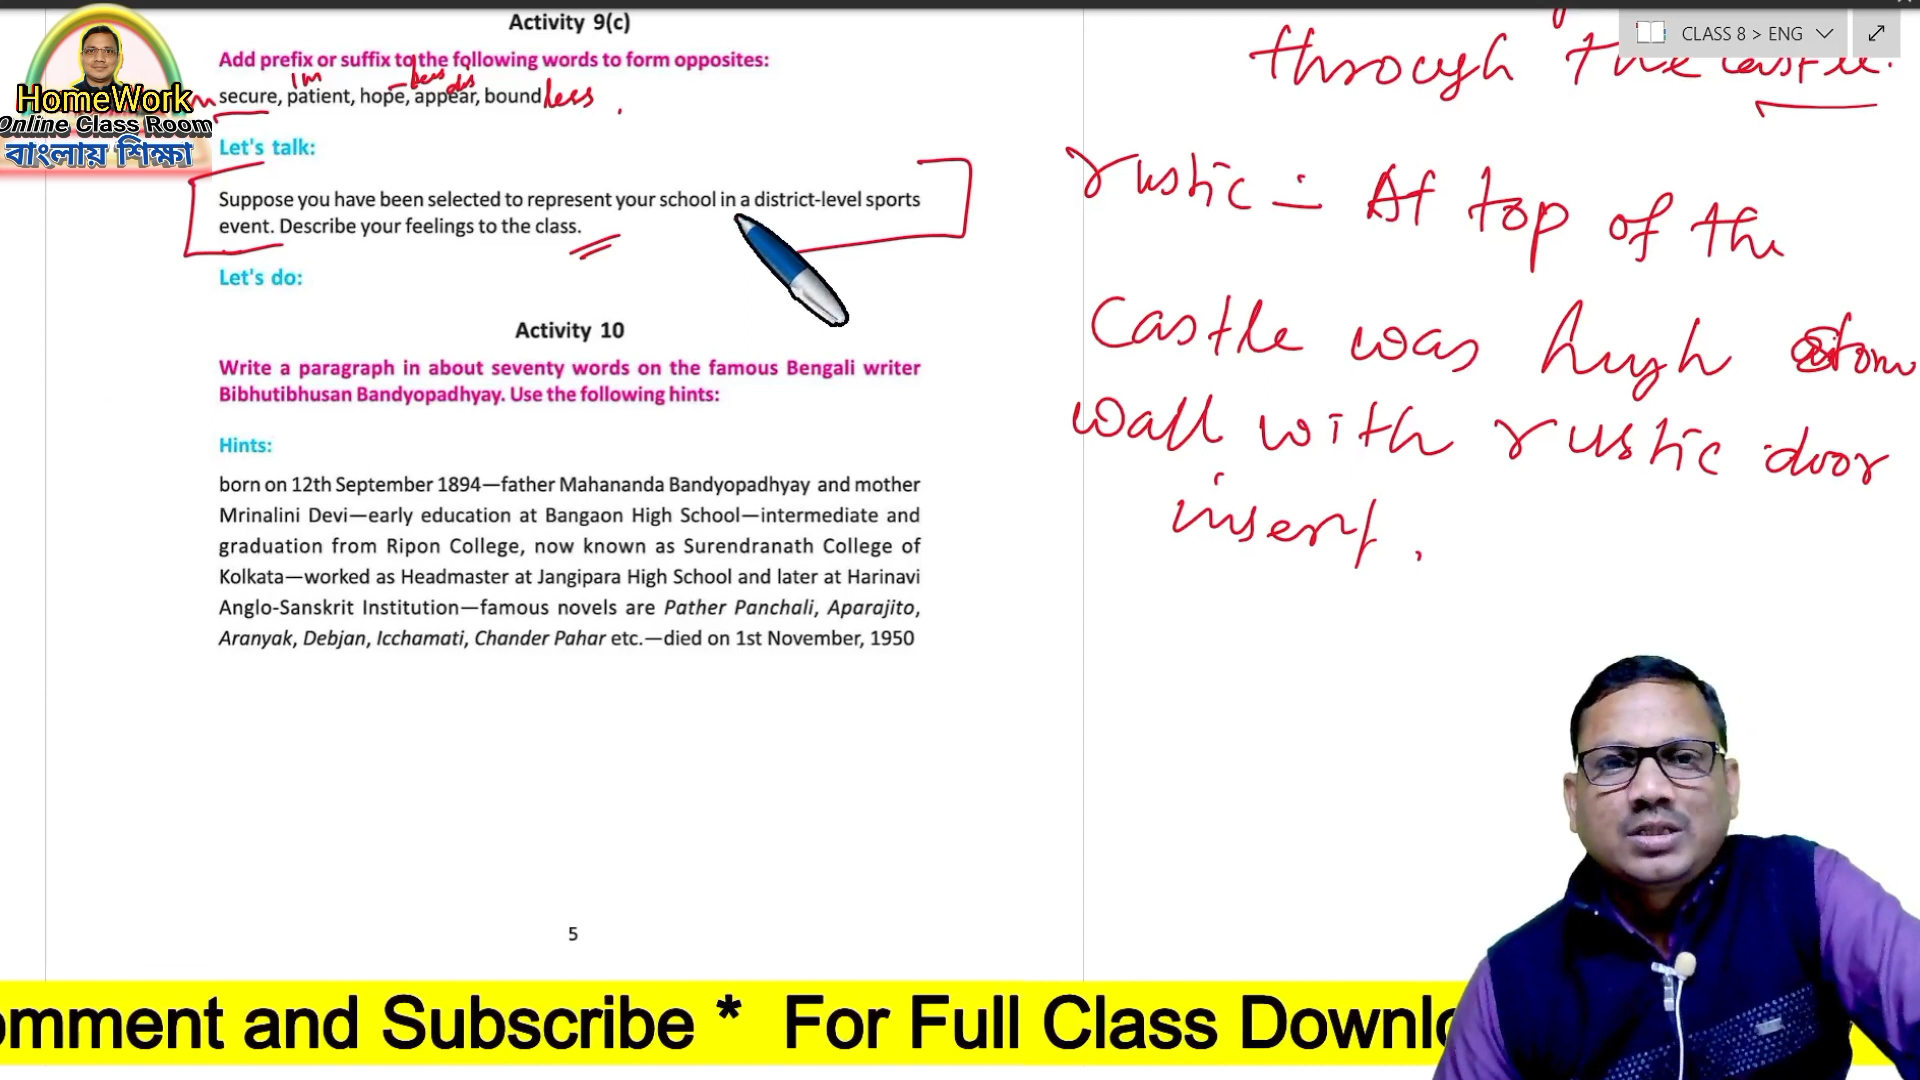 Activity 9(c)
Add prefix or suffix to the following words to form opposites:
im less dis
secure, patient, hope, appear, bound less
Let's talk:
Suppose you have been selected to represent your school in a district-level sports
event. Describe your feelings to the class.
Let's do:
Activity 10
Write a paragraph in about seventy words on the famous Bengali writer
Bibhutibhusan Bandyopadhyay. Use the following hints:
Hints:
born on 12th September 1894—father Mahananda Bandyopadhyay and mother
Mrinalini Devi—early education at Bangaon High School—intermediate and
graduation from Ripon College, now known as Surendranath College of
Kolkata—worked as Headmaster at Jangipara High School and later at Harinavi
Anglo-Sanskrit Institution—famous novels are Pather Panchali, Aparajito,
Aranyak, Debjan, Icchamati, Chander Pahar etc.—died on 1st November, 1950
5
HomeWork
Online Class Room
বাংলায় শিক্ষা
CLASS 8 > ENG
through the castle.
rustic - At top of the
castle was high
wall with rustic door
insert.
omment and Subscribe * For Full Class Downl